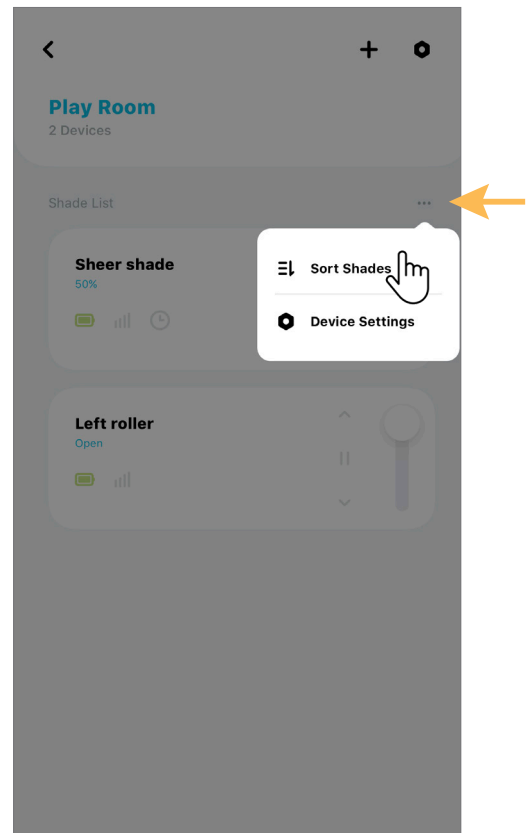 Play Room
2 Devices
Shade List
Sheer shade
50%
Sort Shades
Device Settings
Left roller
Open